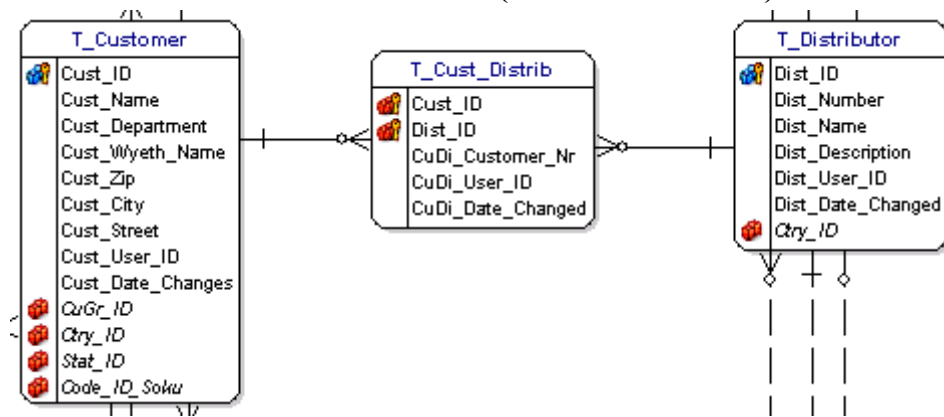 T_Customer
Cust_ID
Cust_Name
Cust_Department
Cust_Wyeth_Name
Cust_Zip
Cust_City
Cust_Street
Cust_User_ID
Cust_Date_Changes
CuGr_ID
Ctry_ID
Stat_ID
Code_ID_Soku
T_Cust_Distrib
Cust_ID
Dist_ID
CuDi_Customer_Nr
CuDi_User_ID
CuDi_Date_Changed
T_Distributor
Dist_ID
Dist_Number
Dist_Name
Dist_Description
Dist_User_ID
Dist_Date_Changed
Ctry_ID